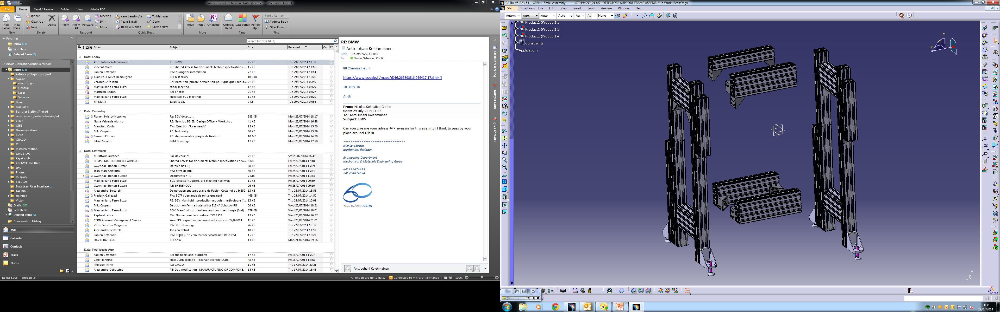 Inbox - nicolas.sebastien.chritin@cern.ch - Microsoft Outlook
File Home Send / Receive Folder View Adobe PDF
New E-mail
New Items
Ignore
Clean Up
Junk
Delete
Reply
Reply All
Forward
Meeting
IM
More
cern pension/m...
Team E-mail
Reply & Delete
To Manager
Done
Create New
Move
Rules
OneNote
Unread/ Read
Categorize
Follow Up
Find a Contact
Address Book
Filter E-mail
New Delete Respond Quick Steps Move Tags Find
Favorites
Inbox (24)
Sent Items
Deleted Items (9)
nicolas.sebastien.chritin@cern.ch
Inbox (24)
Astuces pratiques support
Awake
electron gun
General
Laser
Vacuum
Biere
BOOSTER
Buncher Steffen/Ahmed
cern pension/maladie/salaire/ert...
CLIC1
CTF3
Documentation
Elena
GRACQ
IC
Instrumentation
Isolde RFQ
Kayak club
kNOWLEDGE BASE
LHC
Phone
PS cavity
SKI CLUB
Smarteam User Interface (1)
TAC/NTOF
trainnee
Victor
Drafts [55]
Sent Items
Deleted Items (9)
Conversation History
Mail
Calendar
Contacts
Tasks
Notes
Items: 5,003 Unread: 24
Search Inbox (Ctrl+E)
From Subject Size Received Ca...
Date: Today
Antti Juhani Kolehmainen RE: BMW 25 KB Tue 29/07/2014 11:31
Vincent Maire RE: Shared Access for document: Technic specifications ... 15 KB Tue 29/07/2014 11:16
Fabien Cottenot FW: asking for information 72 KB Tue 29/07/2014 11:14
Alain Paul Gilles Demougeot RE: Test cavity 103 KB Tue 29/07/2014 10:26
Véronique Joseph Re: Mardi soir (encore demain soir pour quelques minut... 21 KB Tue 29/07/2014 09:59
Massimiliano Ferro-Luzzi today meeting 12 KB Tue 29/07/2014 08:29
Matthieu Redon Re: photos! 21 KB Tue 29/07/2014 08:27
Massimiliano Ferro-Luzzi Next two BGV meetings 11 KB Tue 29/07/2014 08:20
Jiri Masik 13:15 today 7 KB Tue 29/07/2014 07:54
Date: Yesterday
Plamen Hristov Hopchev Re: BGV detectors 385 KB Mon 28/07/2014 18:17
Nuria Valverde Alonso RE: New Job BE-BI: Design Office + Workshop 41 KB Mon 28/07/2014 16:48
Francisco Costa FW: Question "User needs" 15 KB Mon 28/07/2014 15:50
Fritz Caspers RE: Test cavity 20 KB Mon 28/07/2014 15:39
Bernard Florian RE: step ensemble plaque de fixation 10 MB Mon 28/07/2014 14:30
Silvia Zorzetti BPM Drawings 12 KB Mon 28/07/2014 12:28
Date: Last Week
duraffour laurence Sac de courses 21 KB Sat 26/07/2014 16:49
EDMS - MARTA GARCIA CARNERO Shared Access for document: Technic specifications new... 6 KB Fri 25/07/2014 17:48
Gwennael Ronan Buzare Dernier mail =( 68 KB Fri 25/07/2014 15:59
Jean-Marc Scigliuto FW: offre de prix 50 KB Fri 25/07/2014 15:54
Gwennael Ronan Buzare Documents XTRI 7 MB Fri 25/07/2014 11:33
Massimiliano Ferro-Luzzi BGV detector support, pre-meeting next wek 11 KB Fri 25/07/2014 09:59
Gwennael Ronan Buzare RE: SHERENCOV 26 KB Fri 25/07/2014 09:10
Alessandro Bertarelli Demenagement temporaire de Fabien Cottenot au b.652 13 KB Thu 24/07/2014 15:56
Frederic Galleazzi FW: BCTF : demande de renseignement 469 KB Thu 24/07/2014 14:52
Massimiliano Ferro-Luzzi RE: BGV_Manifold - production modules - métrologie (f... 13 KB Thu 24/07/2014 10:01
Fritz Caspers Decision on Ferrite material for ELENA Schottky PU 20 KB Wed 23/07/2014 18:51
Massimiliano Ferro-Luzzi BGV_Manifold - production modules - métrologie (fwd) 679 KB Wed 23/07/2014 18:01
Raphael Leuxe FW: Norme pour les soudures ISO 2553 12 KB Wed 23/07/2014 16:52
CERN Account Management Service Your EDH signature password will expire on 22/8/2014 11 KB Wed 23/07/2014 01:01
Victor Sanchez Valganon FW: PDF drawings 26 KB Tue 22/07/2014 16:32
Alessandro Bertarelli Jobs en deficit 10 KB Tue 22/07/2014 11:51
Fabien Cottenot FW: RQF0357012 "Référence Smarteam": Resolved 15 KB Tue 22/07/2014 10:29
DAVID BASTARD RE: hola!! 13 KB Mon 21/07/2014 09:26
Date: Two Weeks Ago
Fabien Cottenot RE: chambers and supports 17 KB Fri 18/07/2014 15:07
Ccrb Planning Next CCRB exercise - Prochain exercice CCRB) 48 KB Fri 18/07/2014 14:58
Philippe Trilhe Re: GrACQ 11 KB Thu 17/07/2014 20:21
Alessandro Dallocchio RE: Doc. notification : MANUFACTURING OF COMPONE... 15 KB Thu 17/07/2014 18:46
RE: BMW
Antti Juhani Kolehmainen
Sent: Tue 29/07/2014 11:31
To: Nicolas Sebastien Chritin
88 Chemin Fleuri
https://www.google.fi/maps/@46.2663038,6.096417,17z?hl=fi
18.30 is OK
Antti
From: Nicolas Sebastien Chritin
Sent: 29 July 2014 11:14
To: Antti Juhani Kolehmainen
Subject: BMW
Can you give me your adress @ Prevessin for this evening? I think to pass by your
place around 18h30...
*********************************
Nicolas Chritin
Mechanical designer
Engineering Department
Mechanical & Materials Engineering Group
+41227674419
+41764874674
60
YEARS/ANS CERN
Antti Juhani Kolehmainen
All folders are up to date. Connected to Microsoft Exchange 100%
14:00: BGV meeting
Today: 0 Tasks
Quick Contacts
CATIA V5 R23 64 - CERN : Small Assembly - - - [ST0594059_01 a.01 DETECTORS SUPPORT FRAME ASSEMBLY In Work (ReadOnly) ]
Start SmarTeam File Edit View Insert Tools Analyze Window Help
Autom. Auto Auto Auto Aut Aut None
Product1 (Product1.2)
Product1 (Product1.3)
Product1 (Product1.4)
Constraints
Applications
x
y
z
x
y
z
ABC
(Bottom-u...
CATIA
11:38
29/07/2014